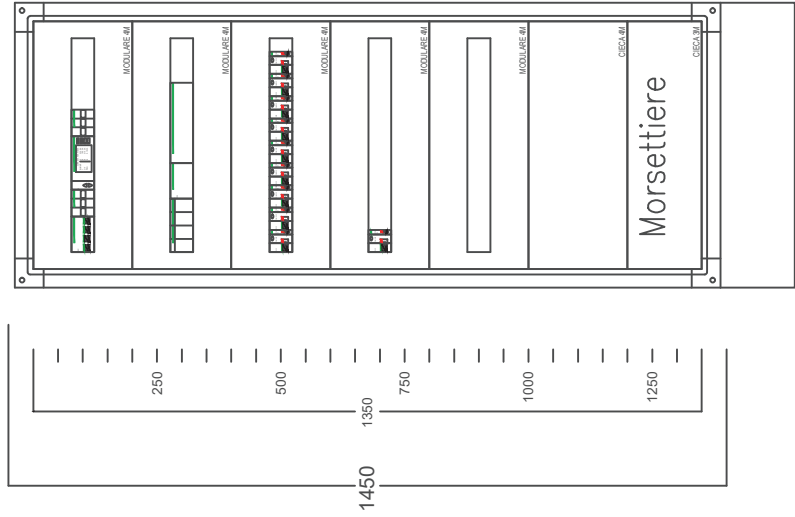 MODULARE 4M
MODULARE 4M
MODULARE 4M
MODULARE 4M
MODULARE 4M
CIECA 4M
CIECA 3M
Morsettiere
250
500
750
1000
1250
1350
1450